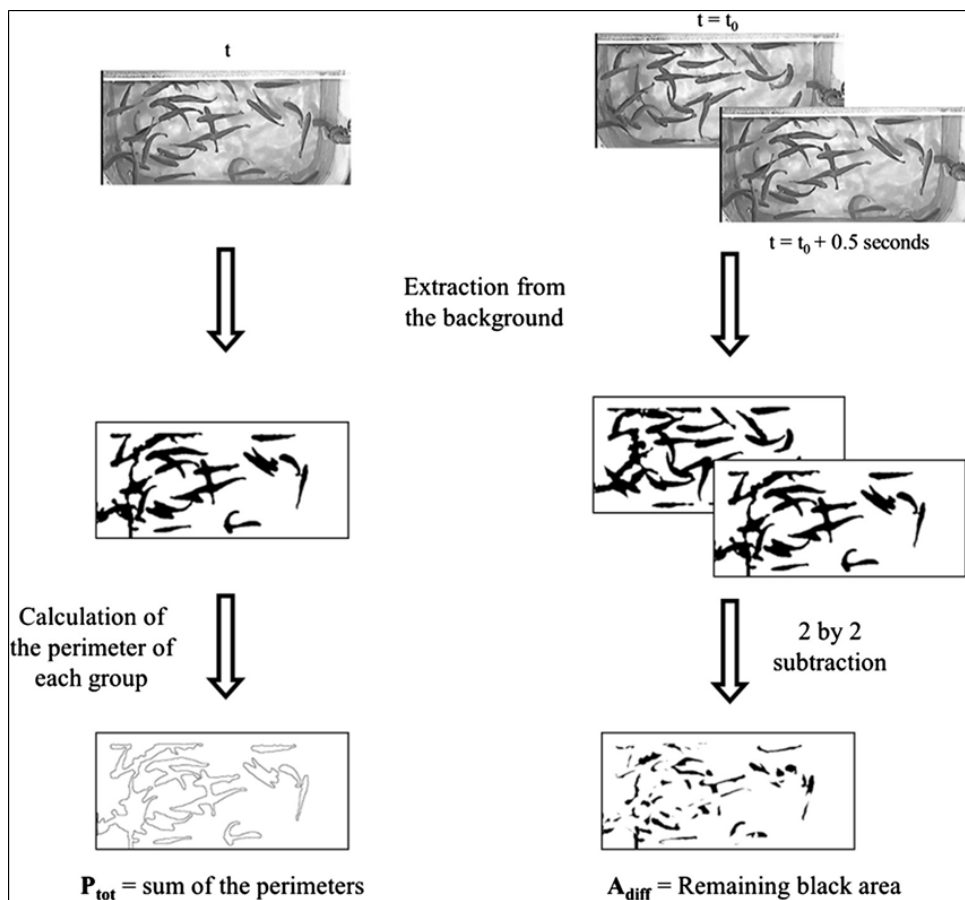 t
t = t₀
t = t₀ + 0.5 seconds
Extraction from
the background
Calculation of
the perimeter of
each group
2 by 2
subtraction
Pₜₒₜ = sum of the perimeters
A_diff = Remaining black area